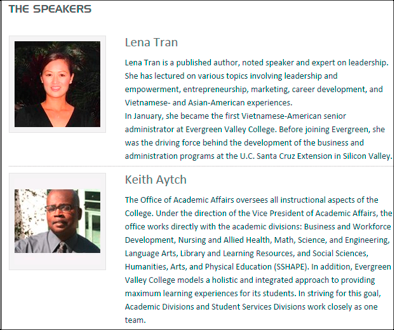 THE SPEAKERS
Lena Tran
Lena Tran is a published author, noted speaker and expert on leadership.
She has lectured on various topics involving leadership and
empowerment, entrepreneurship, marketing, career development, and
Vietnamese- and Asian-American experiences.
In January, she became the first Vietnamese-American senior
administrator at Evergreen Valley College. Before joining Evergreen, she
was the driving force behind the development of the business and
administration programs at the U.C. Santa Cruz Extension in Silicon Valley.
Keith Aytch
The Office of Academic Affairs oversees all instructional aspects of the
College. Under the direction of the Vice President of Academic Affairs, the
office works directly with the academic divisions: Business and Workforce
Development, Nursing and Allied Health, Math, Science, and Engineering,
Language Arts, Library and Learning Resources, and Social Sciences,
Humanities, Arts, and Physical Education (SSHAPE). In addition, Evergreen
Valley College models a holistic and integrated approach to providing
maximum learning experiences for its students. In striving for this goal,
Academic Divisions and Student Services Divisions work closely as one
team.